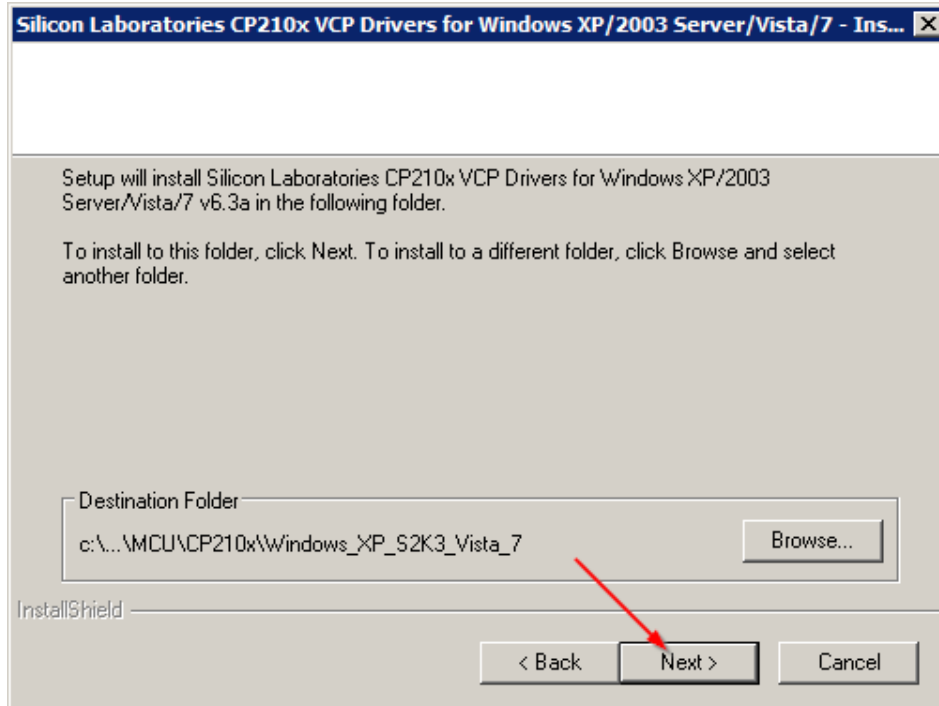 Silicon Laboratories CP210x VCP Drivers for Windows XP/2003 Server/Vista/7 - Ins...
Setup will install Silicon Laboratories CP210x VCP Drivers for Windows XP/2003
Server/Vista/7 v6.3a in the following folder.
To install to this folder, click Next. To install to a different folder, click Browse and select
another folder.
Destination Folder
c:\...\MCU\CP210x\Windows_XP_S2K3_Vista_7
Browse...
InstallShield
< Back
Next >
Cancel